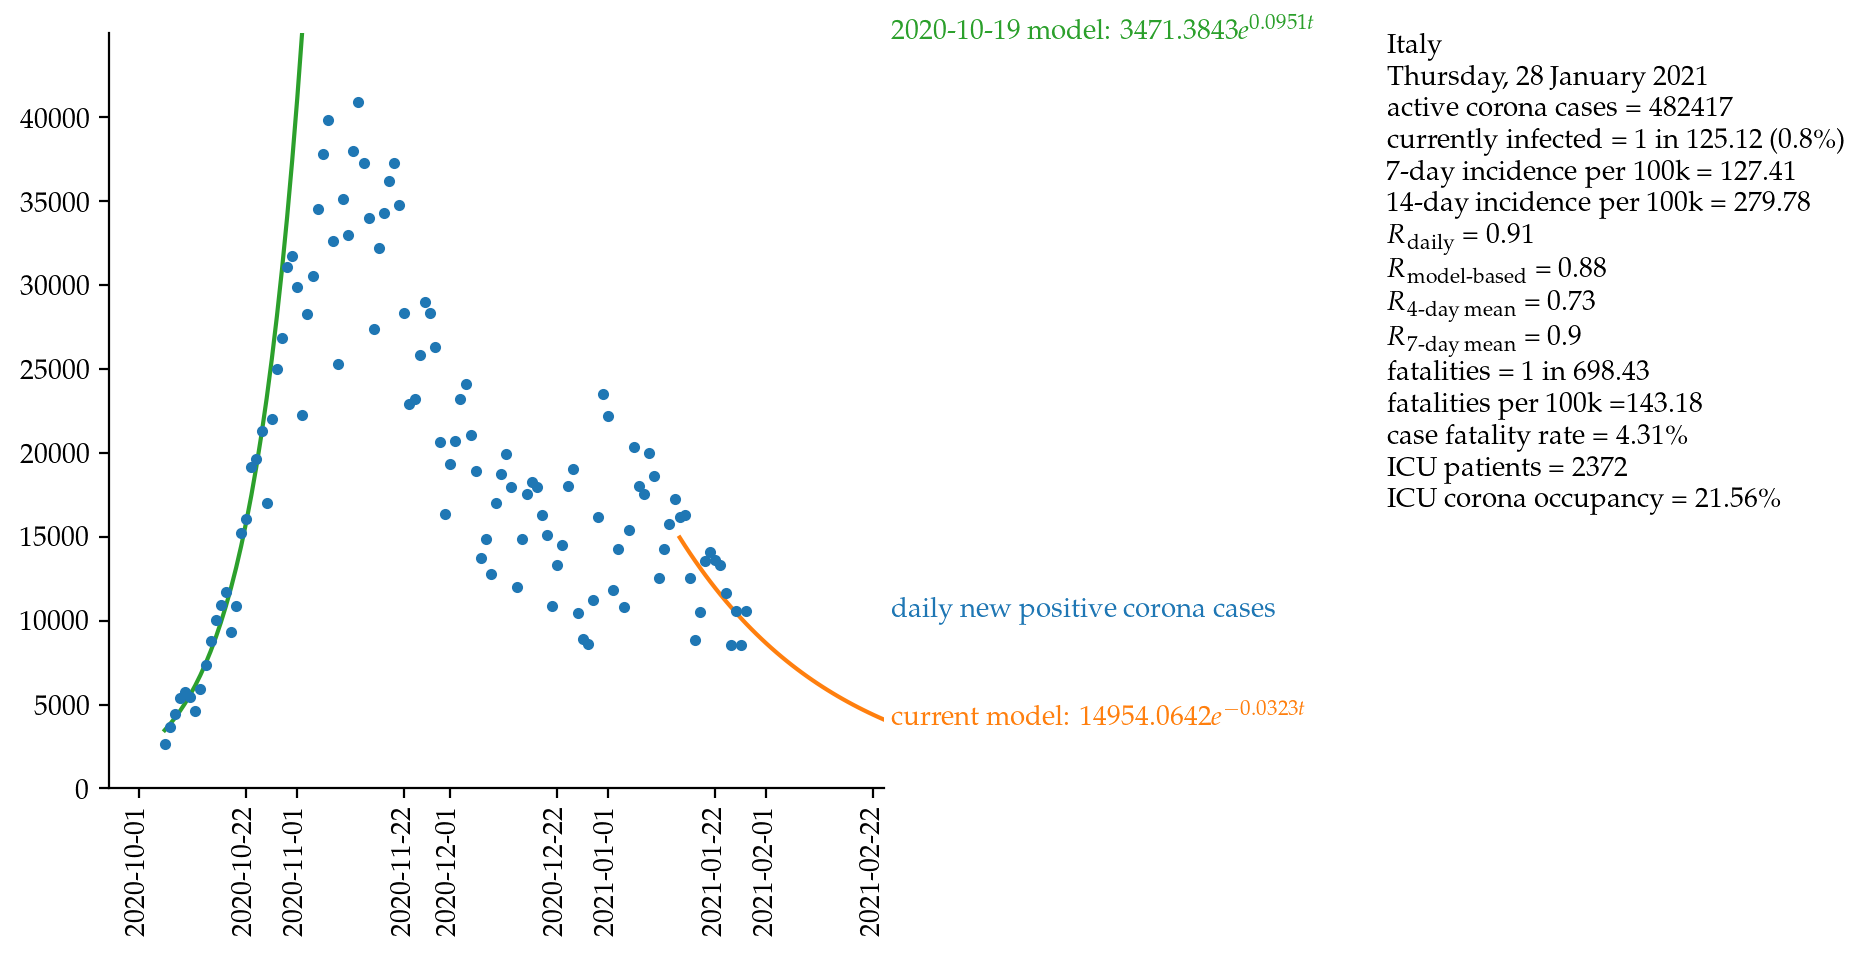 2020-10-19 model: 3471.3843e^0.0951t
40000
35000
30000
25000
20000
15000
10000
5000
0
daily new positive corona cases
current model: 14954.0642e^−0.0323t
2020-10-01
2020-10-22
2020-11-01
2020-11-22
2020-12-01
2020-12-22
2021-01-01
2021-01-22
2021-02-01
2021-02-22
Italy
Thursday, 28 January 2021
active corona cases = 482417
currently infected = 1 in 125.12 (0.8%)
7-day incidence per 100k = 127.41
14-day incidence per 100k = 279.78
R daily = 0.91
R model-based = 0.88
R 4-day mean = 0.73
R 7-day mean = 0.9
fatalities = 1 in 698.43
fatalities per 100k =143.18
case fatality rate = 4.31%
ICU patients = 2372
ICU corona occupancy = 21.56%